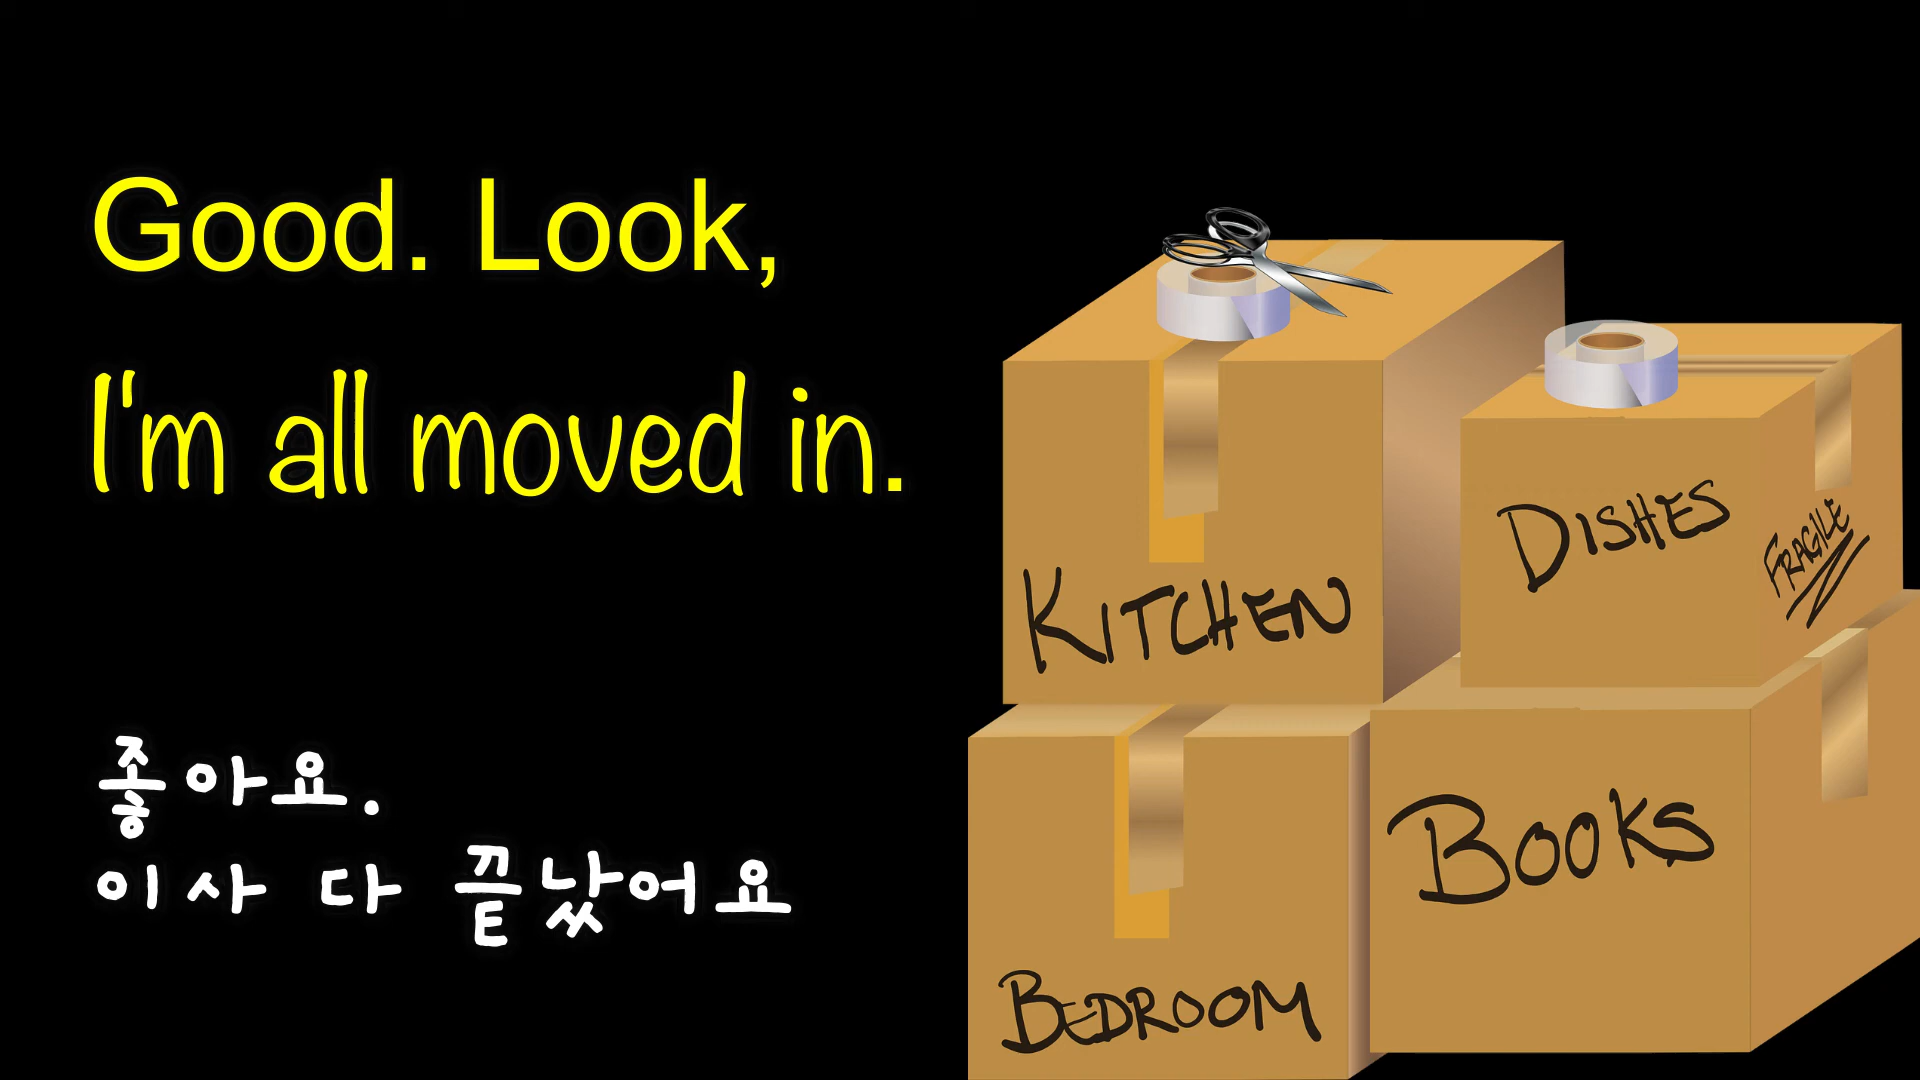 Good. Look,
I'm all moved in.
좋아요.
이사 다 끝났어요
KITCHEN
DISHES
FRAGILE
BOOKS
BEDROOM